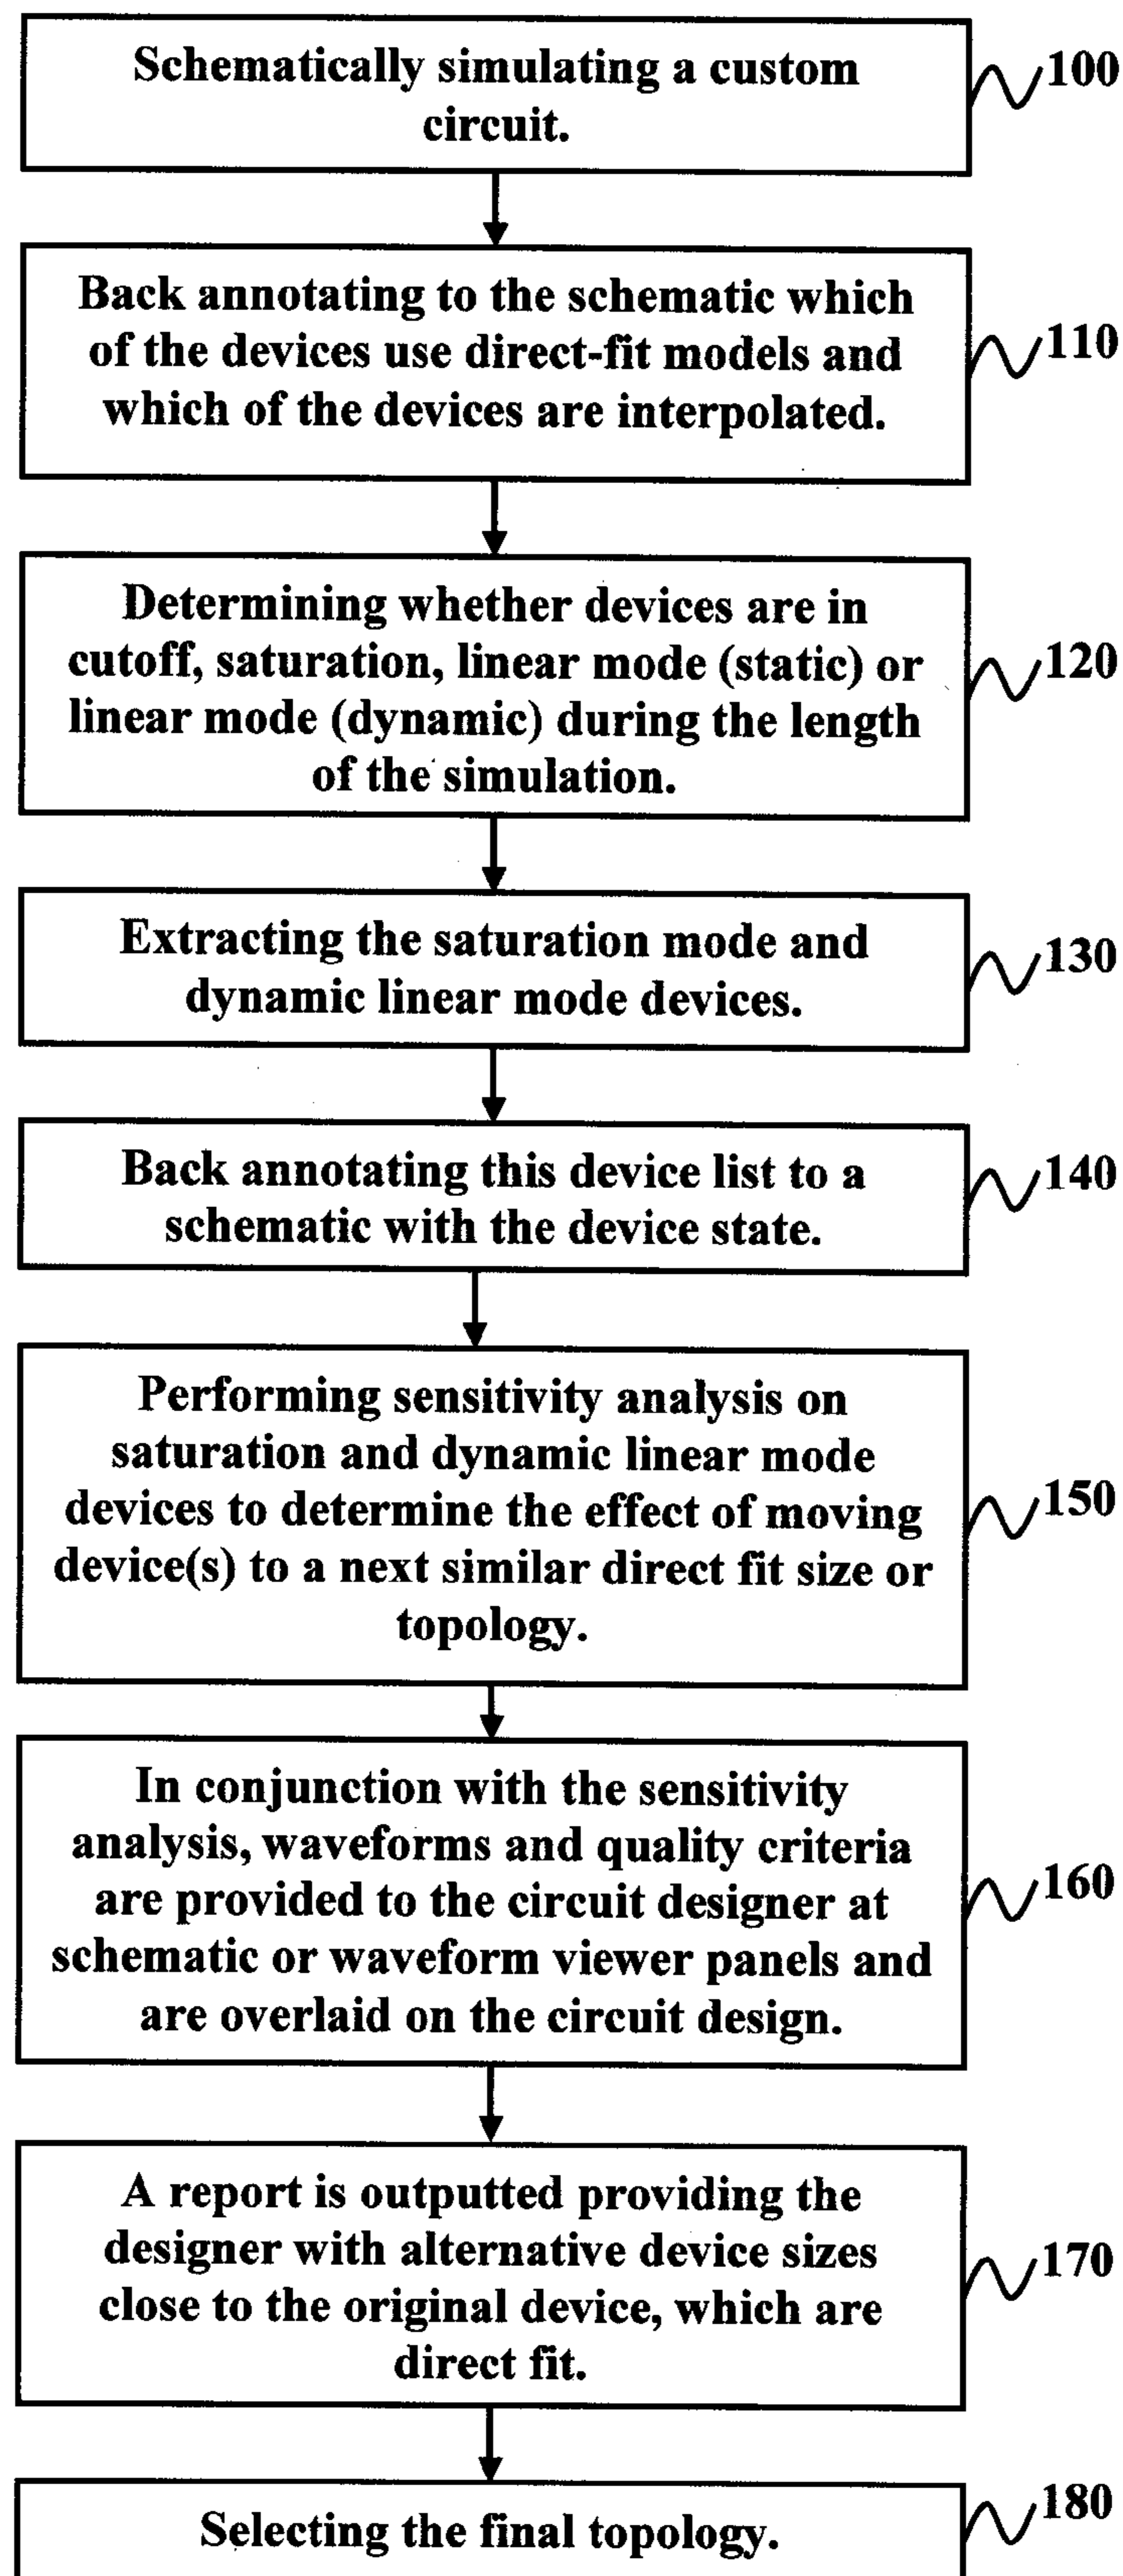 Schematically simulating a custom
circuit.
100
Back annotating to the schematic which
of the devices use direct-fit models and
which of the devices are interpolated.
110
Determining whether devices are in
cutoff, saturation, linear mode (static) or
linear mode (dynamic) during the length
of the simulation.
120
Extracting the saturation mode and
dynamic linear mode devices.
130
Back annotating this device list to a
schematic with the device state.
140
Performing sensitivity analysis on
saturation and dynamic linear mode
devices to determine the effect of moving
device(s) to a next similar direct fit size or
topology.
150
In conjunction with the sensitivity
analysis, waveforms and quality criteria
are provided to the circuit designer at
schematic or waveform viewer panels and
are overlaid on the circuit design.
160
A report is outputted providing the
designer with alternative device sizes
close to the original device, which are
direct fit.
170
Selecting the final topology.
180